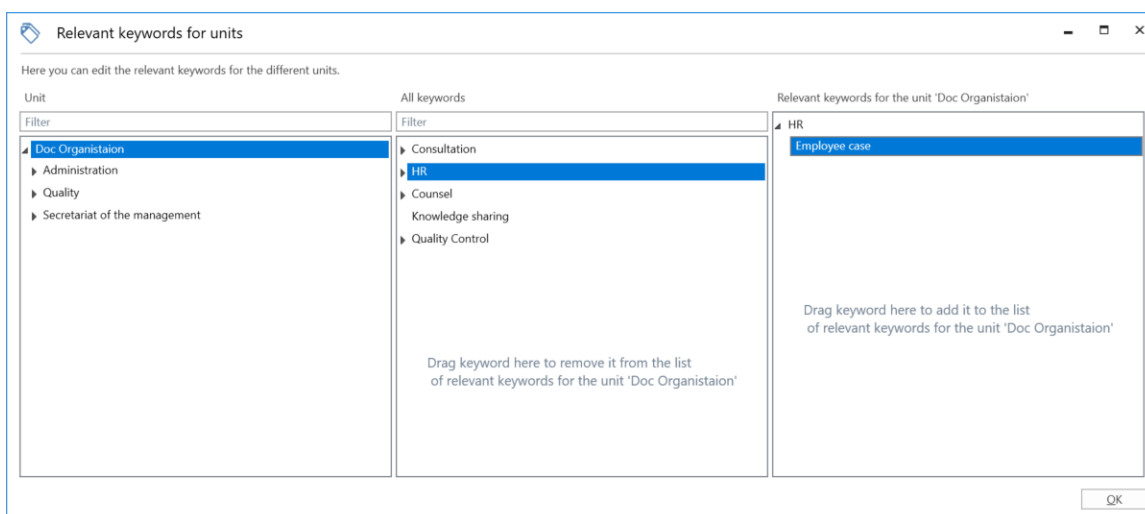 Relevant keywords for units
Here you can edit the relevant keywords for the different units.
Unit
Filter
Doc Organistaion
Administration
Quality
Secretariat of the management
All keywords
Filter
Consultation
HR
Counsel
Knowledge sharing
Quality Control
Drag keyword here to remove it from the list
of relevant keywords for the unit 'Doc Organistaion'
Relevant keywords for the unit 'Doc Organistaion'
HR
Employee case
Drag keyword here to add it to the list
of relevant keywords for the unit 'Doc Organistaion'
OK